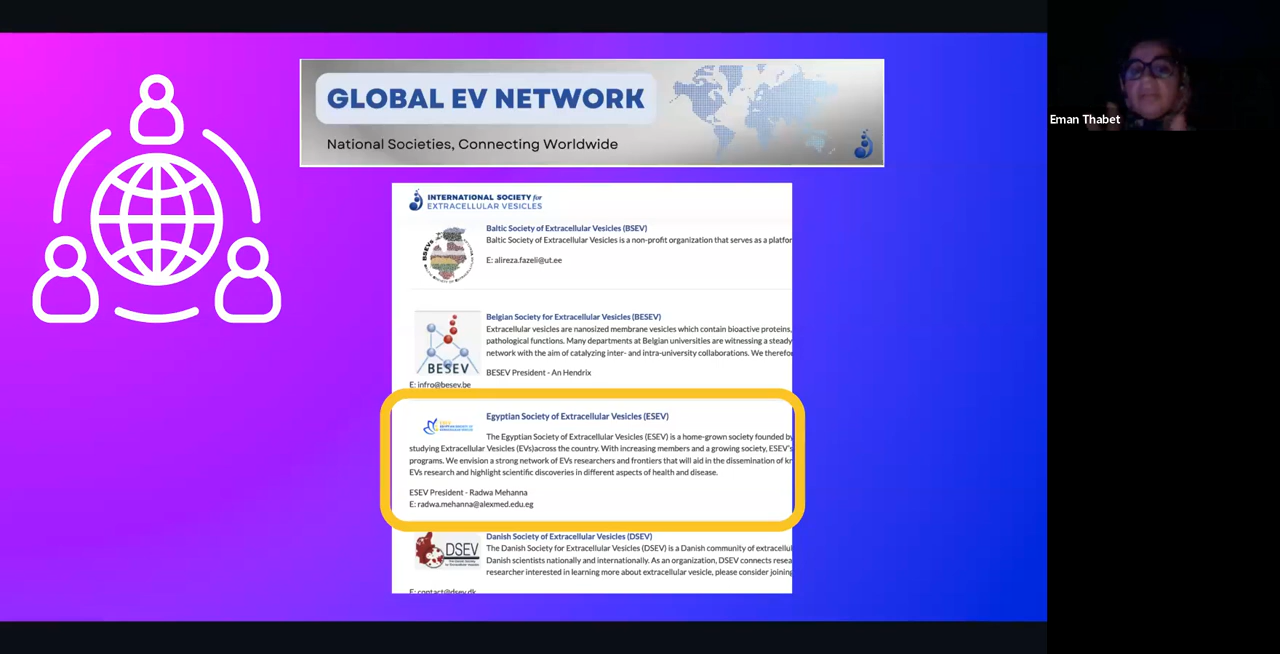 GLOBAL EV NETWORK
National Societies, Connecting Worldwide
Eman Thabet
INTERNATIONAL SOCIETY for
EXTRACELLULAR VESICLES
Baltic Society of Extracellular Vesicles (BSEV)
Baltic Society of Extracellular Vesicles is a non-profit organization that serves as a platfor
E: alireza.fazeli@ut.ee
Belgian Society for Extracellular Vesicles (BESEV)
Extracellular vesicles are nanosized membrane vesicles which contain bioactive proteins,
pathological functions. Many departments at Belgian universities are witnessing a steady
network with the aim of catalyzing inter- and intra-university collaborations. We therefor
BESEV
BESEV President - An Hendrix
E: infro@besev.be
Egyptian Society of Extracellular Vesicles (ESEV)
The Egyptian Society of Extracellular Vesicles (ESEV) is a home-grown society founded by
studying Extracellular Vesicles (EVs)across the country. With increasing members and a growing society, ESEV's
programs. We envision a strong network of EVs researchers and frontiers that will aid in the dissemination of kn
EVs research and highlight scientific discoveries in different aspects of health and disease.
ESEV President - Radwa Mehanna
E: radwa.mehanna@alexmed.edu.eg
Danish Society of Extracellular Vesicles (DSEV)
DSEV
The Danish Society for Extracellular Vesicles (DSEV) is a Danish community of extracellul
Danish scientists nationally and internationally. As an organization, DSEV connects resea
researcher interested in learning more about extracellular vesicle, please consider joining
E: contact@dsev.dk